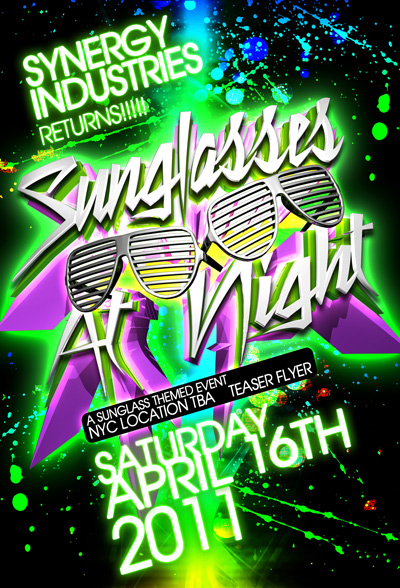 SYNERGY
INDUSTRIES
RETURNS!!!!!
Sunglasses
At Night
A SUNGLASS THEMED EVENT
NYC LOCATION TBA TEASER FLYER
SATURDAY
APRIL 16TH
2011